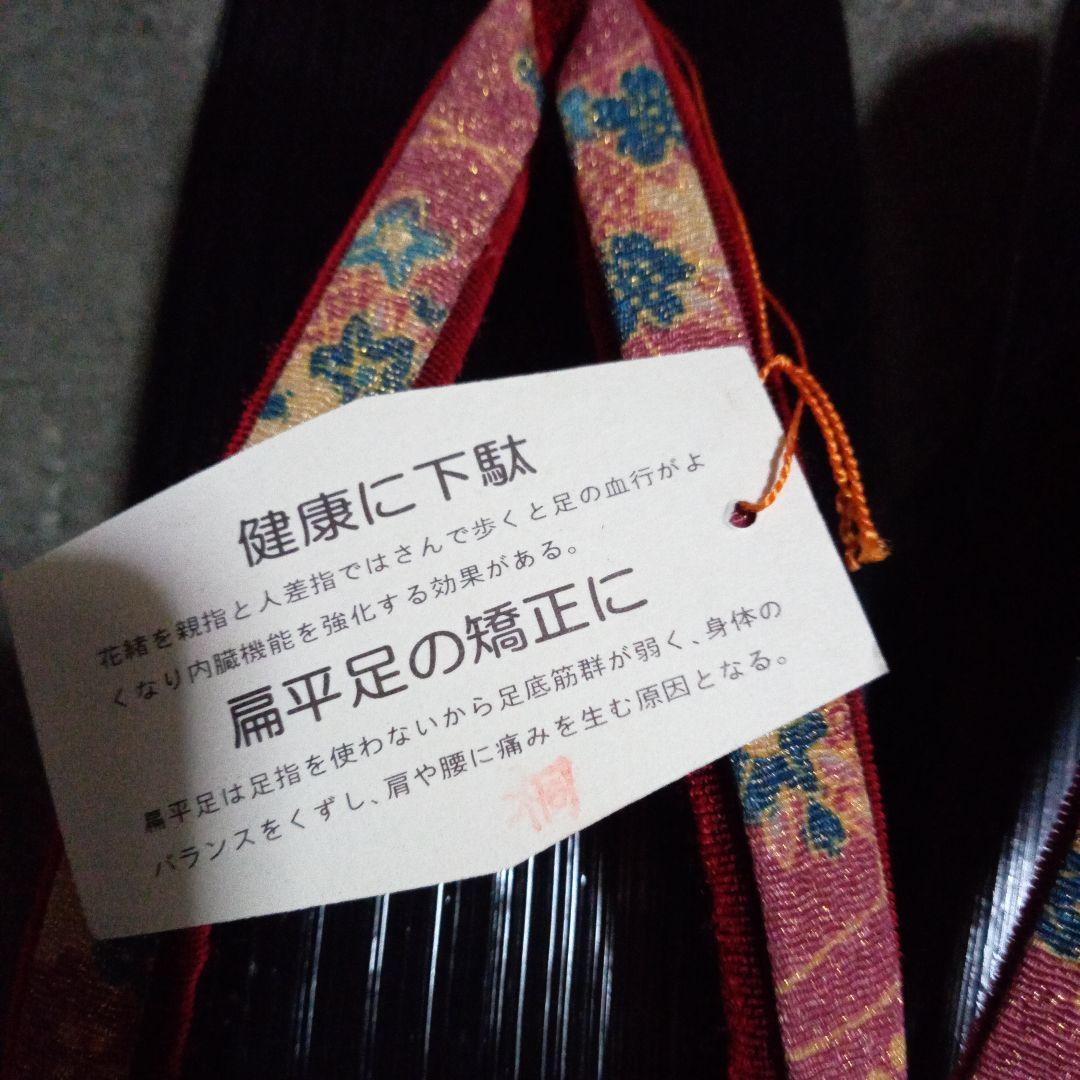 健康に下駄
花緒を親指と人差指ではさんで歩くと足の血行がよ
くなり内臓機能を強化する効果がある。
扁平足の矯正に
扁平足は足指を使わないから足底筋群が弱く、身体の
バランスをくずし、肩や腰に痛みを生む原因となる。
桐